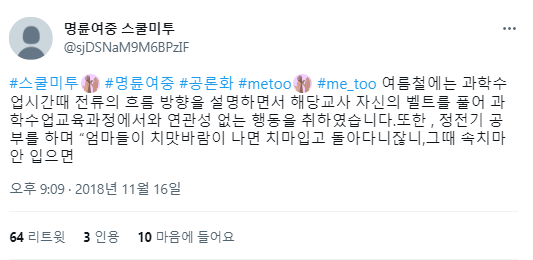 명륜여중 스쿨미투
@sjDSNaM9M6BPzIF
#스쿨미투 #명륜여중 #공론화 #metoo #me_too 여름철에는 과학수
업시간때 전류의 흐름 방향을 설명하면서 해당교사 자신의 벨트를 풀어 과
학수업교육과정에서와 연관성 없는 행동을 취하였습니다.또한 , 정전기 공
부를 하며 “엄마들이 치맛바람이 나면 치마입고 돌아다니잖니,그때 속치마
안 입으면
오후 9:09 · 2018년 11월 16일
64 리트윗 3 인용 10 마음에 들어요